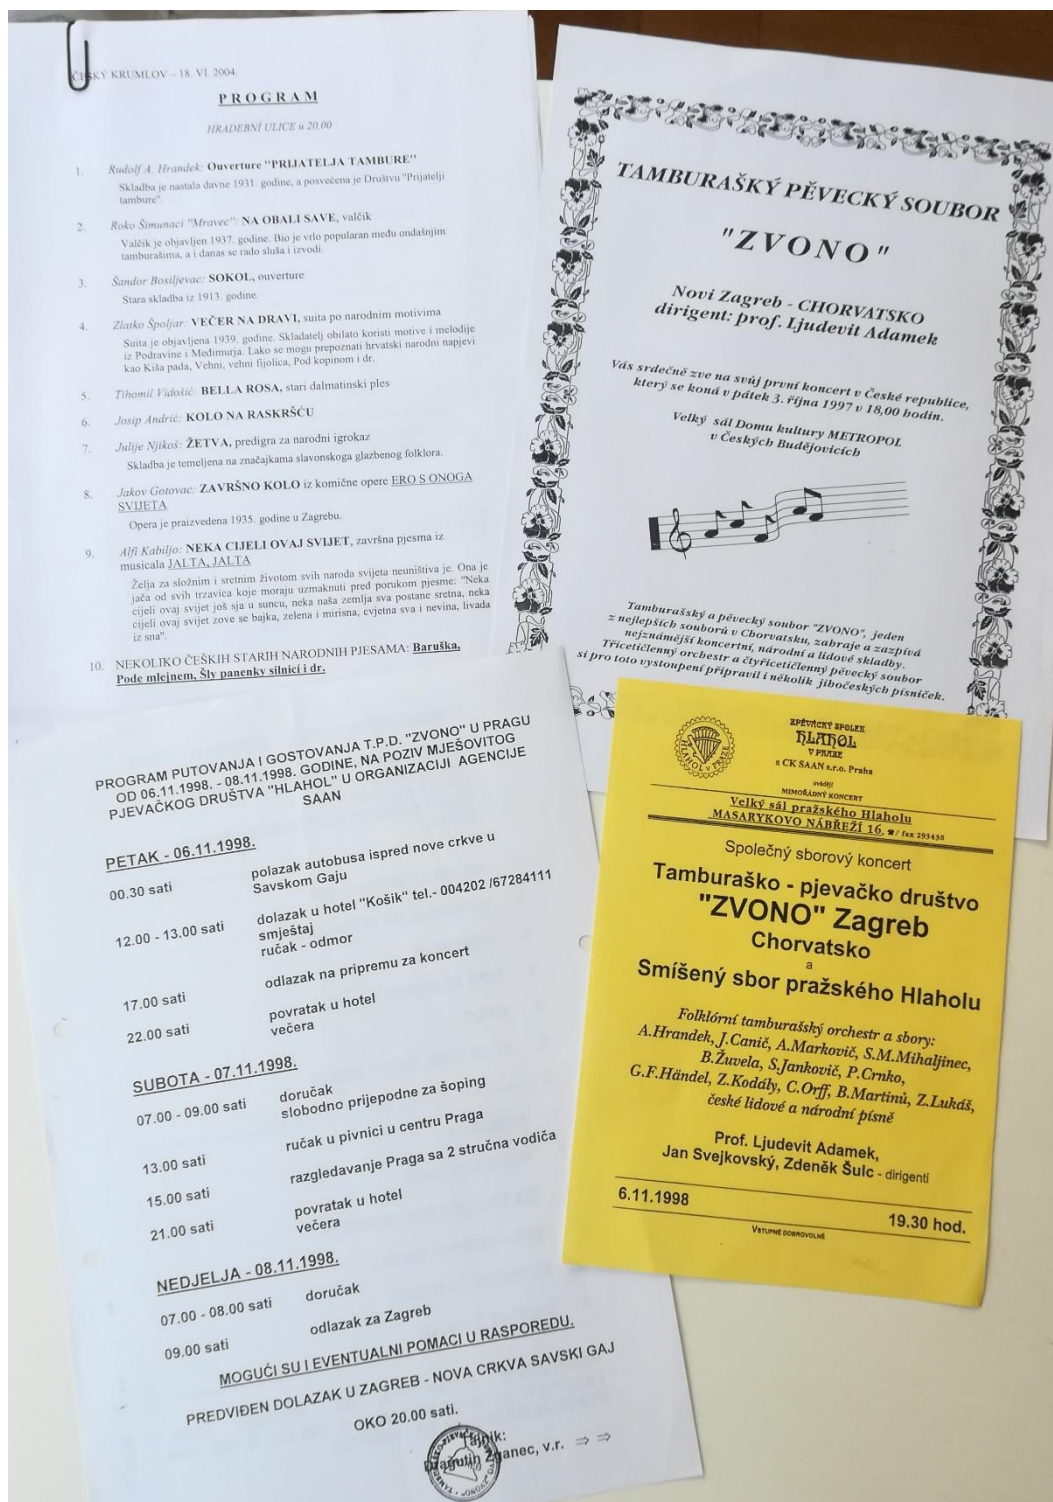 ČESKÝ KRUMLOV – 18. VI. 2004.
PROGRAM
HRADEBNÍ ULICE u 20,00
1. Rudolf A. Hrandek: Ouverture "PRIJATELJA TAMBURE"
Skladba je nastala davne 1931. godine, a posvećena je Društvu "Prijatelji
tambure".
2. Roko Šimunaci "Mravec": NA OBALI SAVE, valčik
Valčik je objavljen 1937. godine. Bio je vrlo popularan među ondašnjim
tamburašima, a i danas se rado sluša i izvodi.
3. Šandor Bosiljevac: SOKOL, ouverture
Stara skladba iz 1913. godine.
4. Zlatko Špoljar: VEČER NA DRAVI, suita po narodnim motivima
Suita je objavljena 1939. godine. Skladatelj obilato koristi motive i melodije
iz Podravine i Međimurja. Lako se mogu prepoznati hrvatski narodni napjevi
kao Kiša pada, Vehni, vehni fijolica, Pod kopinom i dr.
5. Tihomil Vidošić: BELLA ROSA, stari dalmatinski ples
6. Josip Andrić: KOLO NA RASKRŠĆU
7. Julije Njikoš: ŽETVA, predigra za narodni igrokaz
Skladba je temeljena na značajkama slavonskoga glazbenog folklora.
8. Jakov Gotovac: ZAVRŠNO KOLO iz komične opere ERO S ONOGA
SVIJETA
Opera je praizvedena 1935. godine u Zagrebu.
9. Alfi Kabiljo: NEKA CIJELI OVAJ SVIJET, završna pjesma iz
musicala JALTA, JALTA
Želja za složnim i sretnim životom svih naroda svijeta neuništiva je. Ona je
jača od svih trzavica koje moraju uzmaknuti pred porukom pjesme: "Neka
cijeli ovaj svijet još sja u suncu, neka naša zemlja sva postane sretna, neka
cijeli ovaj svijet zove se bajka, zelena i mirisna, cvjetna sva i nevina, livada
iz sna".
10. NEKOLIKO ČEŠKIH STARIH NARODNIH PJESAMA: Baruška,
Pode mlejnem, Šly panenky silnicí i dr.
TAMBURAŠKÝ PĚVECKÝ SOUBOR
"ZVONO"
Novi Zagreb - CHORVATSKO
dirigent: prof. Ljudevit Adamek
Vás srdečně zve na svůj první koncert v České republice,
který se koná v pátek 3. října 1997 v 18,00 hodin.
Velký sál Domu kultury METROPOL
v Českých Budějovicích
Tamburašský a pěvecký soubor "ZVONO", jeden
z nejlepších souborů v Chorvatsku, zahraje a zazpívá
nejznámější koncertní, národní a lidové skladby.
Třicetičlenný orchestr a čtyřicetičlenný pěvecký soubor
si pro toto vystoupení připravil i několik jihočeských písniček.
PROGRAM PUTOVANJA I GOSTOVANJA T.P.D. "ZVONO" U PRAGU
OD 06.11.1998. - 08.11.1998. GODINE, NA POZIV MJEŠOVITOG
PJEVAČKOG DRUŠTVA "HLAHOL" U ORGANIZACIJI AGENCIJE
SAAN
PETAK - 06.11.1998.
00.30 sati polazak autobusa ispred nove crkve u
Savskom Gaju
12.00 - 13.00 sati dolazak u hotel "Košik" tel.- 004202 /67284111
smještaj
ručak - odmor
17.00 sati odlazak na pripremu za koncert
22.00 sati povratak u hotel
večera
SUBOTA - 07.11.1998.
07.00 - 09.00 sati doručak
slobodno prijepodne za šoping
13.00 sati ručak u pivnici u centru Praga
15.00 sati razgledavanje Praga sa 2 stručna vodiča
21.00 sati povratak u hotel
večera
NEDJELJA - 08.11.1998.
07.00 - 08.00 sati doručak
09.00 sati odlazak za Zagreb
MOGUĆI SU I EVENTUALNI POMACI U RASPOREDU.
PREDVIĐEN DOLAZAK U ZAGREB - NOVA CRKVA SAVSKI GAJ
OKO 20.00 sati.
Tajnik:
Dragutin Žganec, v.r. ⇒ ⇒
HLAHOL V PRAZE
ZPĚVÁCKÝ SPOLEK
HLAHOL
V PRAZE
a CK SAAN s.r.o. Praha
uvádějí
MIMOŘÁDNÝ KONCERT
Velký sál pražského Hlaholu
MASARYKOVO NÁBŘEŽÍ 16, ☎/ fax 293430
Společný sborový koncert
Tamburaško - pjevačko društvo
"ZVONO" Zagreb
Chorvatsko
a
Smíšený sbor pražského Hlaholu
Folklórní tamburašský orchestr a sbory:
A.Hrandek, J.Canič, A.Markovič, S.M.Mihaljinec,
B.Žuvela, S.Jankovič, P.Crnko,
G.F.Händel, Z.Kodály, C.Orff, B.Martinů, Z.Lukáš,
české lidové a národní písně
Prof. Ljudevit Adamek,
Jan Svejkovský, Zdeněk Šulc - dirigenti
6.11.1998
19.30 hod.
VSTUPNÉ DOBROVOLNÉ